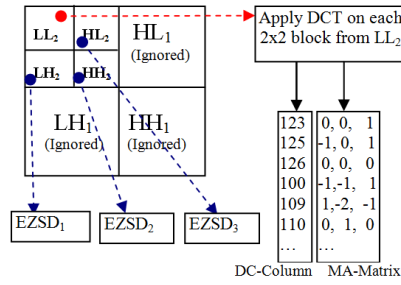 LL2 HL2
HL1
(Ignored)
LH2 HH2
LH1 HH1
(Ignored) (Ignored)
EZSD1 EZSD2 EZSD3
Apply DCT on each
2x2 block from LL2
123 0, 0, 1
125 -1, 0, 1
126 0, 0, 0
100 -1,-1, 1
109 1,-2, -1
110 0, 1, 0
... ...
DC-Column MA-Matrix